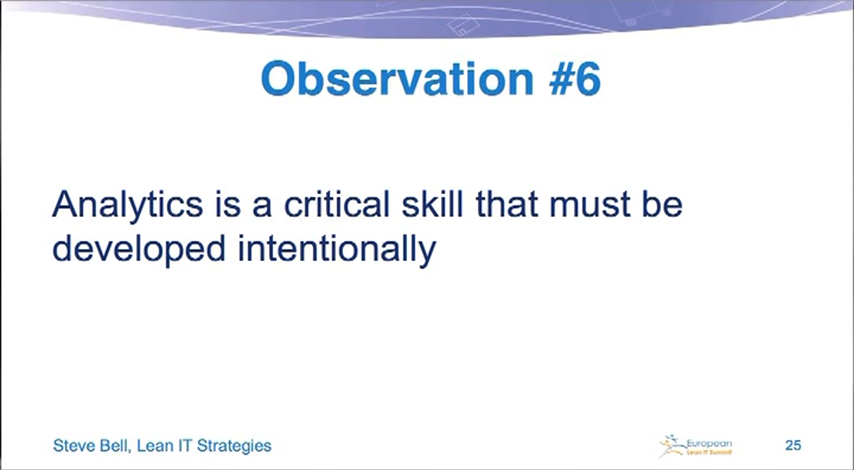 Observation #6
Analytics is a critical skill that must be
developed intentionally
Steve Bell, Lean IT Strategies
European
Lean IT Summit
25